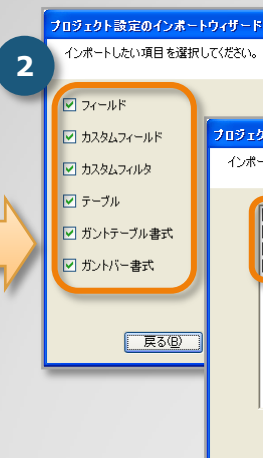 プロジェクト設定のインポートウィザード
2
インポートしたい項目を選択してください。
フィールド
カスタムフィールド
カスタムフィルタ
テーブル
ガントテーブル書式
ガントバー書式
戻る(B)
プロジェク
インポー